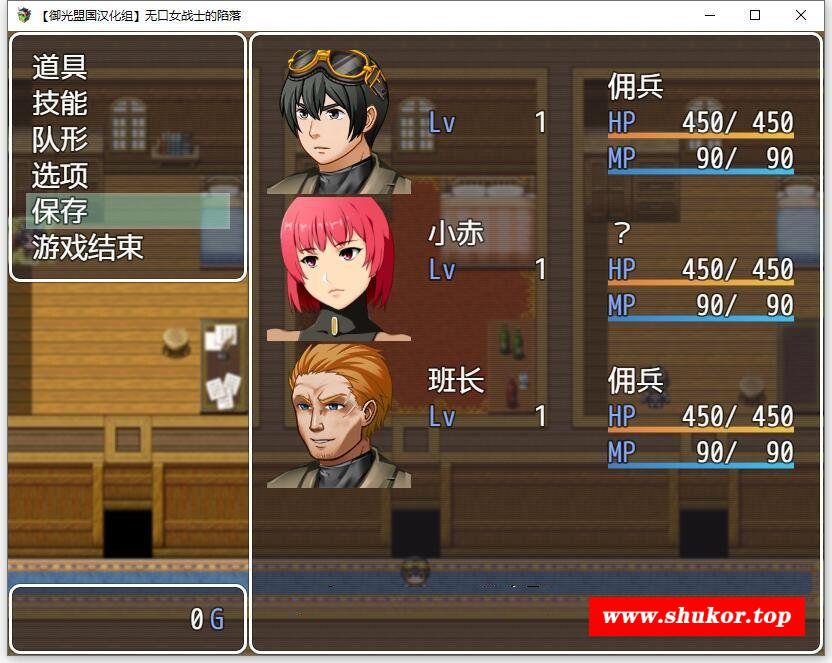 【御光盟国汉化组】无口女战士的陷落
道具
技能
队形
选项
保存
游戏结束
佣兵
Lv 1 HP 450/ 450
MP 90/ 90
小赤 ?
Lv 1 HP 450/ 450
MP 90/ 90
班长 佣兵
Lv 1 HP 450/ 450
MP 90/ 90
0 G
www.shukor.top